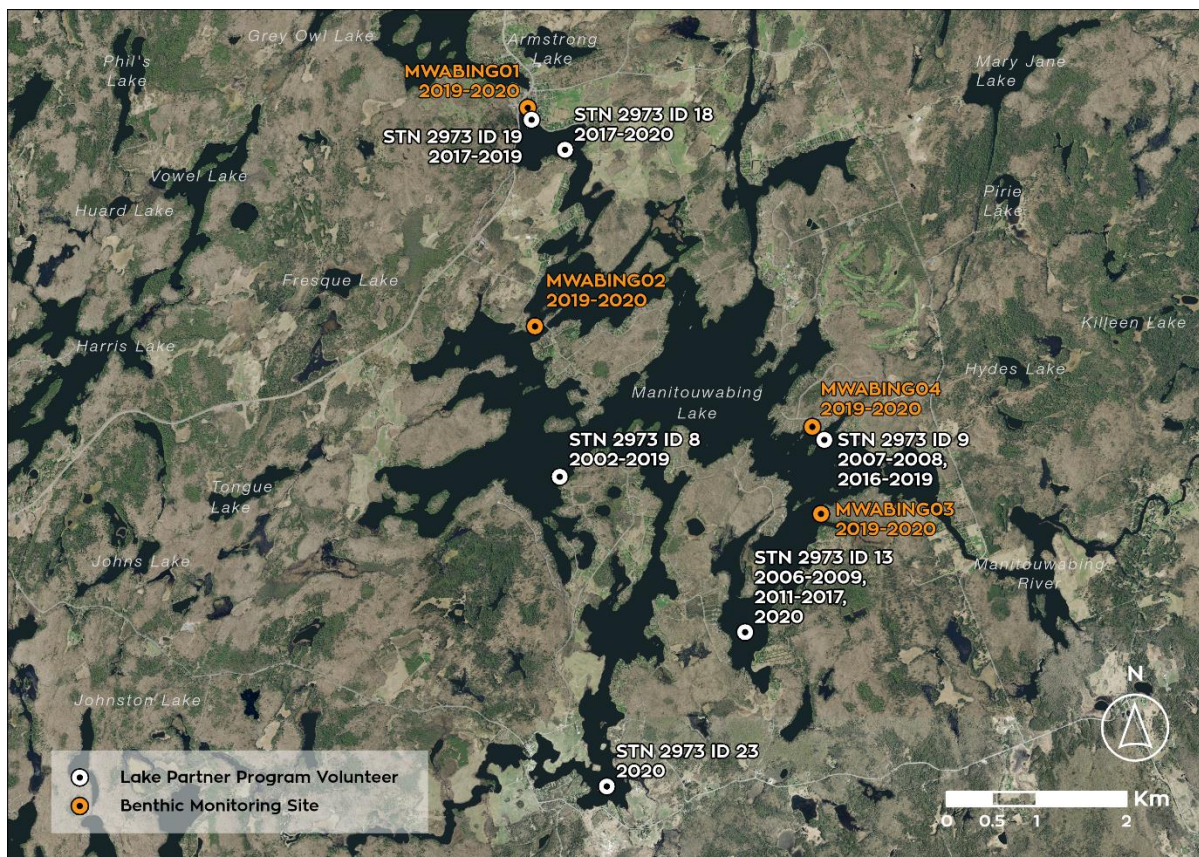 Grey Owl Lake
Armstrong
Lake
Phil's
Lake
Mary Jane
Lake
MWABING01
2019-2020
STN 2973 ID 18
2017-2020
STN 2973 ID 19
2017-2019
Vowel Lake
Huard Lake
Pirie
Lake
Fresque Lake
MWABING02
2019-2020
Killeen Lake
Harris Lake
Hydes Lake
Manitouwabing
Lake
MWABING04
2019-2020
STN 2973 ID 8
2002-2019
STN 2973 ID 9
2007-2008,
2016-2019
Tongue
Lake
MWABING03
2019-2020
Johns Lake
STN 2973 ID 13
2006-2009,
2011-2017,
2020
Manitouwabing
River
Johnston Lake
N
STN 2973 ID 23
2020
Lake Partner Program Volunteer
Benthic Monitoring Site
Km
0 0.5 1 2